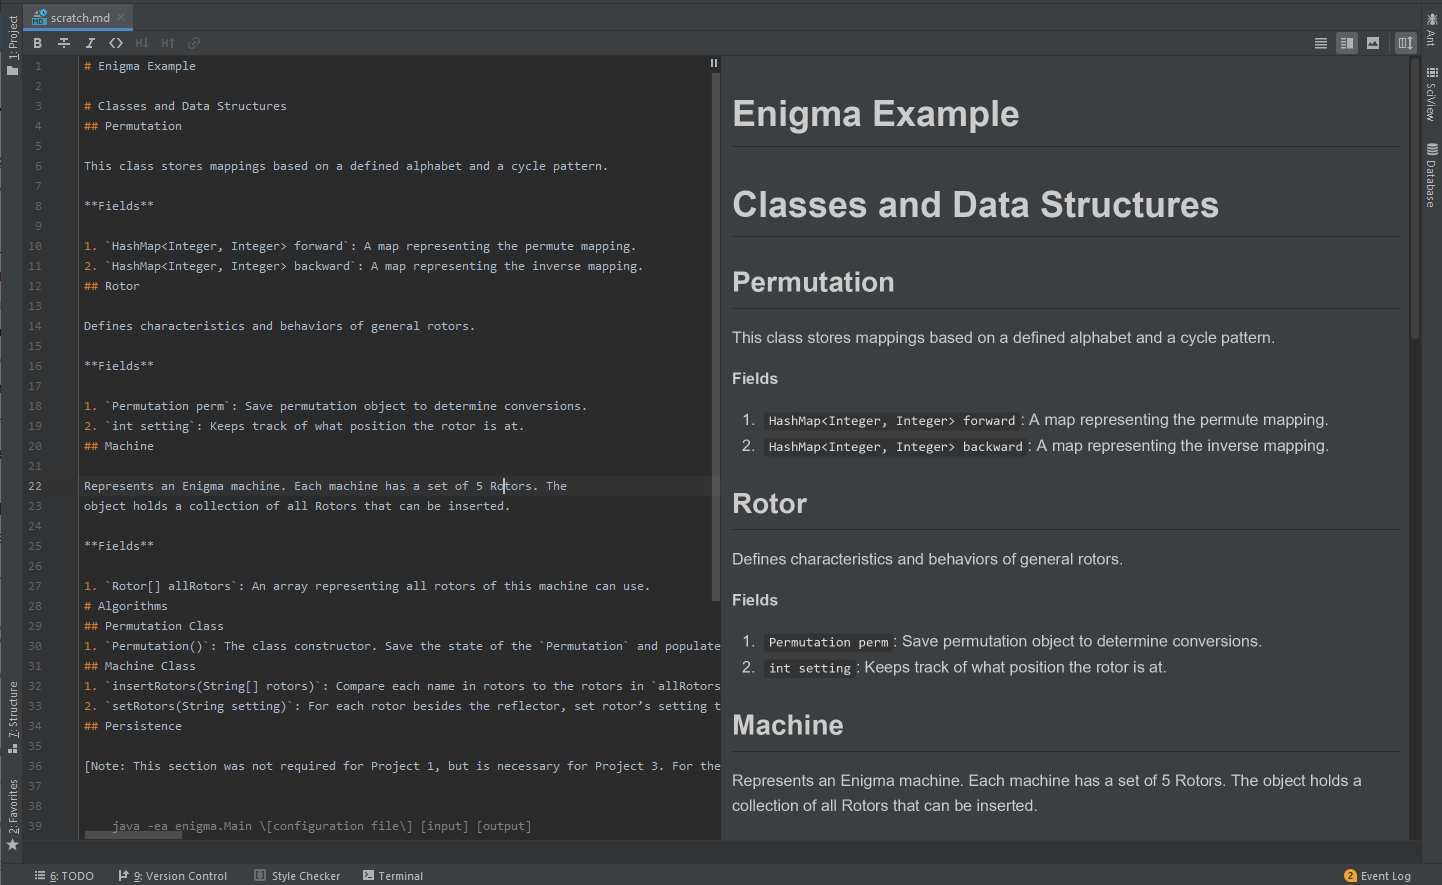 scratch.md
1: Project
Ant
SciView
Database
1 # Enigma Example
2
3 # Classes and Data Structures
4 ## Permutation
5
6 This class stores mappings based on a defined alphabet and a cycle pattern.
7
8 **Fields**
9
10 1. `HashMap<Integer, Integer> forward`: A map representing the permute mapping.
11 2. `HashMap<Integer, Integer> backward`: A map representing the inverse mapping.
12 ## Rotor
13
14 Defines characteristics and behaviors of general rotors.
15
16 **Fields**
17
18 1. `Permutation perm`: Save permutation object to determine conversions.
19 2. `int setting`: Keeps track of what position the rotor is at.
20 ## Machine
21
22 Represents an Enigma machine. Each machine has a set of 5 Rotors. The
23 object holds a collection of all Rotors that can be inserted.
24
25 **Fields**
26
27 1. `Rotor[] allRotors`: An array representing all rotors of this machine can use.
28 # Algorithms
29 ## Permutation Class
30 1. `Permutation()`: The class constructor. Save the state of the `Permutation` and populate
31 ## Machine Class
32 1. `insertRotors(String[] rotors)`: Compare each name in rotors to the rotors in `allRotors
33 2. `setRotors(String setting)`: For each rotor besides the reflector, set rotor’s setting t
34 ## Persistence
35
36 [Note: This section was not required for Project 1, but is necessary for Project 3. For the
37
38
39 java -ea enigma.Main \[configuration file\] [input] [output]
Enigma Example
Classes and Data Structures
Permutation
This class stores mappings based on a defined alphabet and a cycle pattern.
Fields
1. HashMap<Integer, Integer> forward: A map representing the permute mapping.
2. HashMap<Integer, Integer> backward: A map representing the inverse mapping.
Rotor
Defines characteristics and behaviors of general rotors.
Fields
1. Permutation perm: Save permutation object to determine conversions.
2. int setting: Keeps track of what position the rotor is at.
Machine
Represents an Enigma machine. Each machine has a set of 5 Rotors. The object holds a
collection of all Rotors that can be inserted.
7: Structure
2: Favorites
6: TODO
9: Version Control
Style Checker
Terminal
2 Event Log